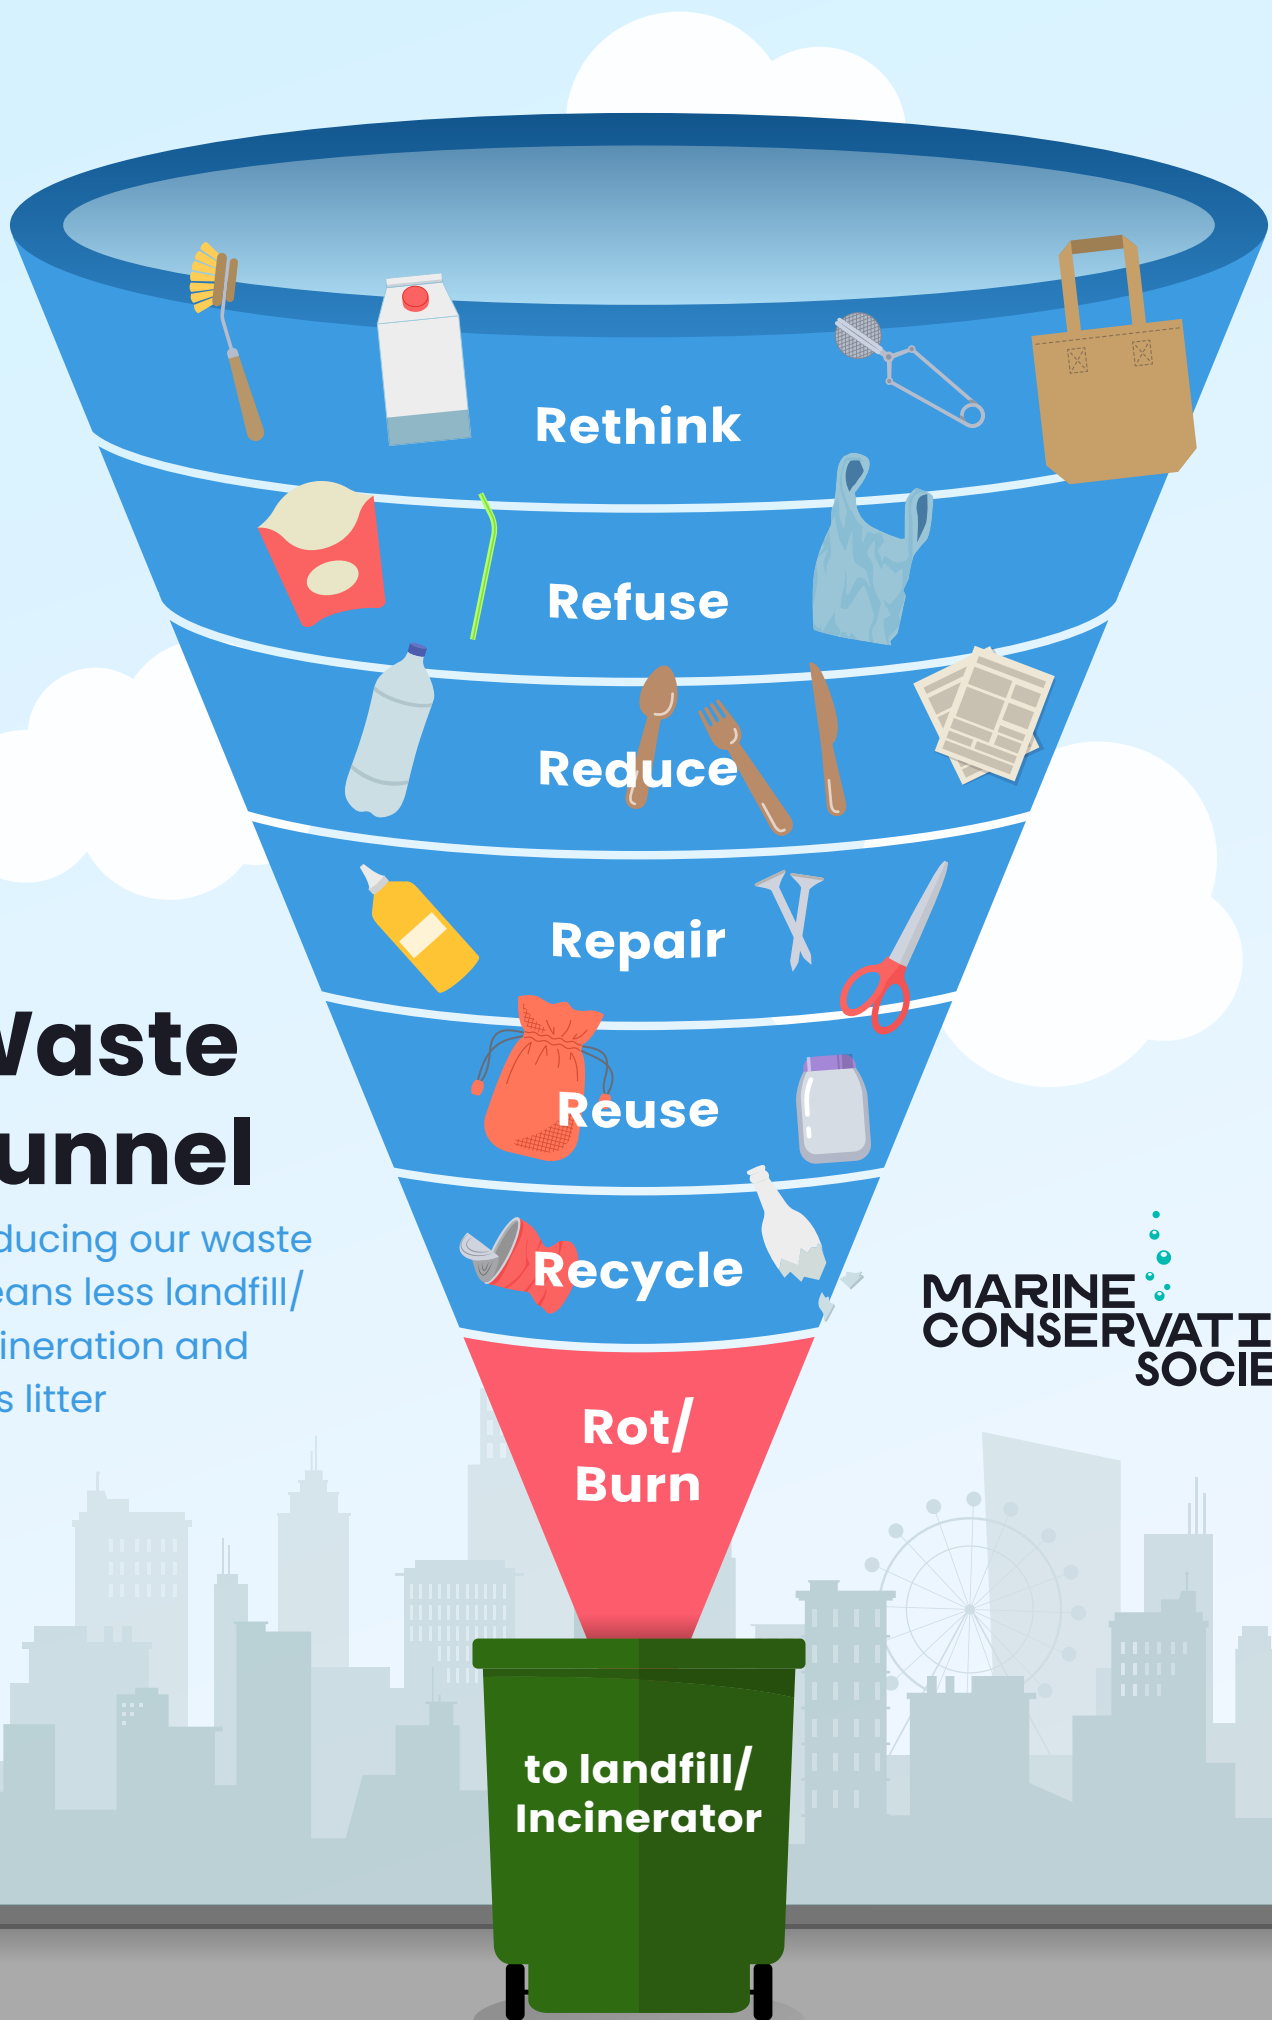 Rethink
Refuse
Reduce
Repair
Reuse
Recycle
Rot/
Burn
to landfill/
Incinerator
Waste
unnel
ducing our waste
eans less landfill/
ineration and
s litter
MARINE
CONSERVATI
SOCIE